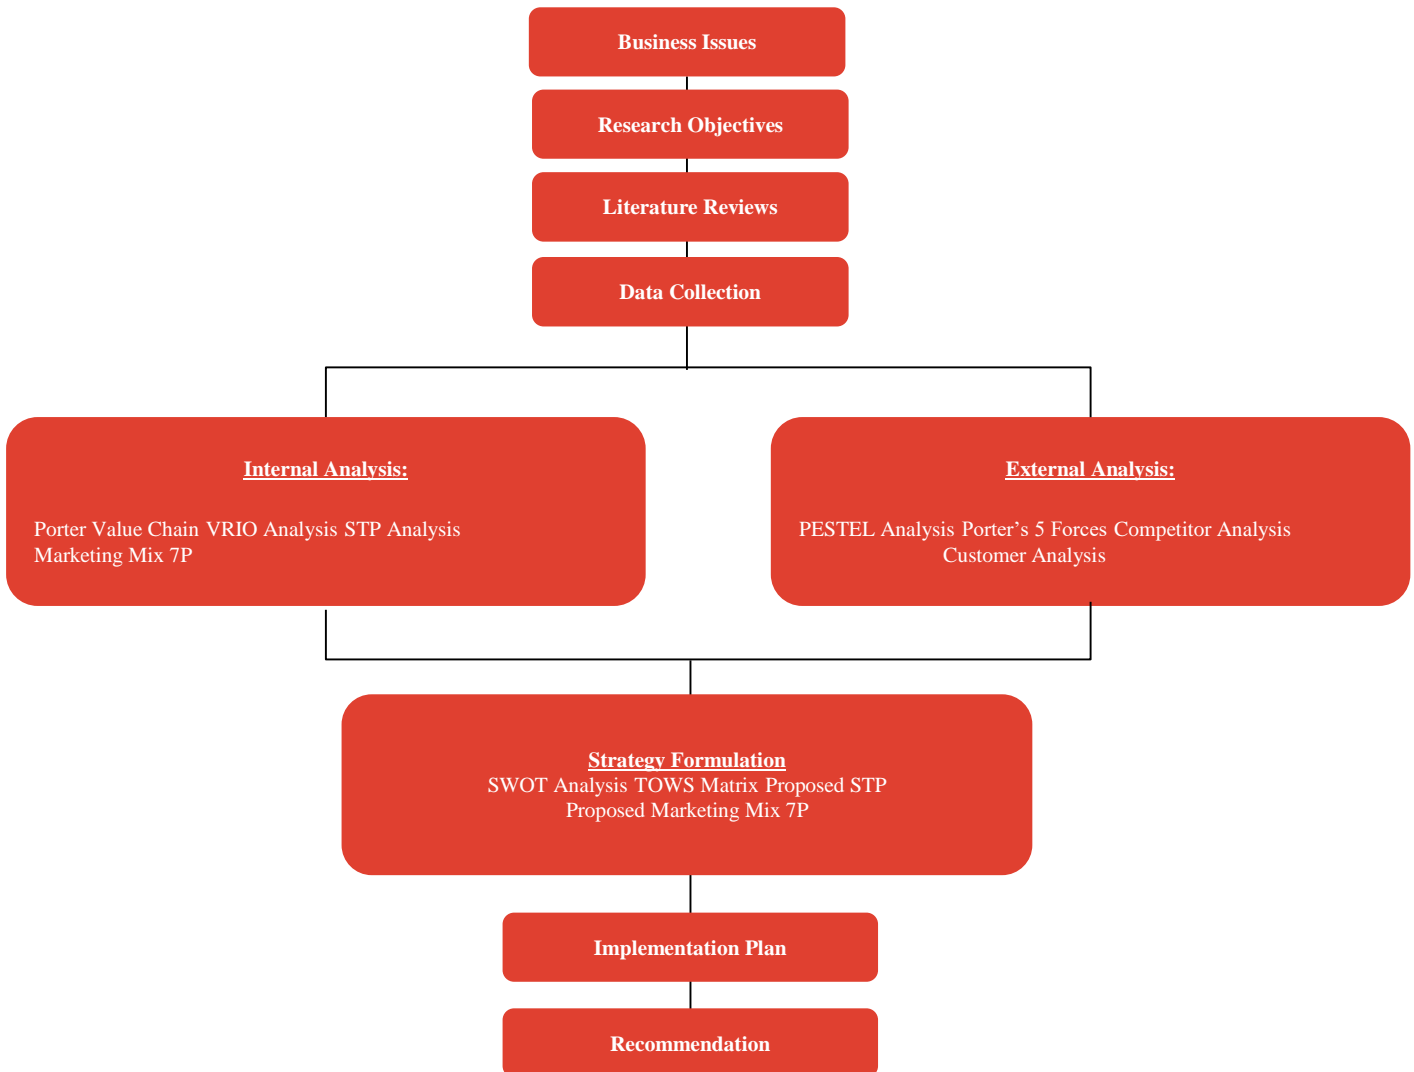 Business Issues
Research Objectives
Literature Reviews
Data Collection
Internal Analysis:
Porter Value Chain VRIO Analysis STP Analysis
Marketing Mix 7P
External Analysis:
PESTEL Analysis Porter’s 5 Forces Competitor Analysis
Customer Analysis
Strategy Formulation
SWOT Analysis TOWS Matrix Proposed STP
Proposed Marketing Mix 7P
Implementation Plan
Recommendation